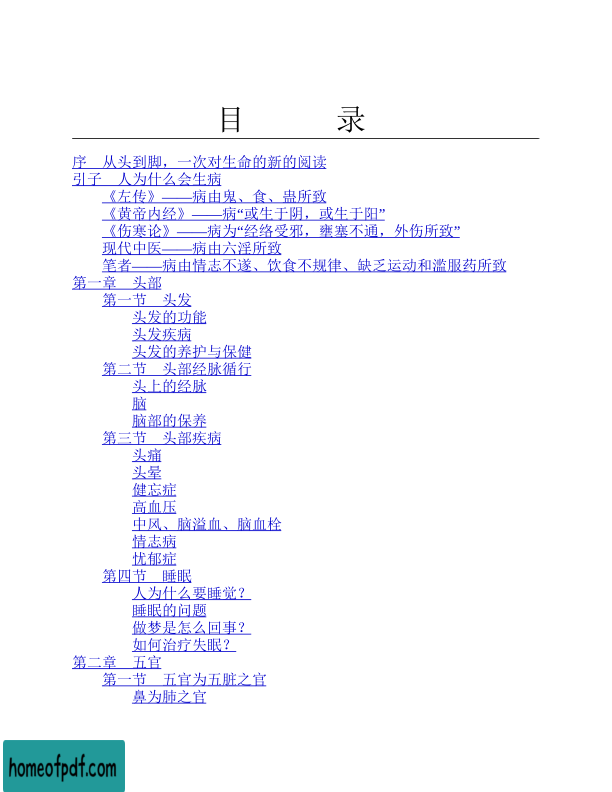 目 录
序 从头到脚，一次对生命的新的阅读
引子 人为什么会生病
《左传》——病由鬼、食、蛊所致
《黄帝内经》——病“或生于阴，或生于阳”
《伤寒论》——病为“经络受邪，壅塞不通，外伤所致”
现代中医——病由六淫所致
笔者——病由情志不遂、饮食不规律、缺乏运动和滥服药所致
第一章 头部
第一节 头发
头发的功能
头发疾病
头发的养护与保健
第二节 头部经脉循行
头上的经脉
脑
脑部的保养
第三节 头部疾病
头痛
头晕
健忘症
高血压
中风、脑溢血、脑血栓
情志病
忧郁症
第四节 睡眠
人为什么要睡觉？
睡眠的问题
做梦是怎么回事？
如何治疗失眠？
第二章 五官
第一节 五官为五脏之官
鼻为肺之官
homeofpdf.com